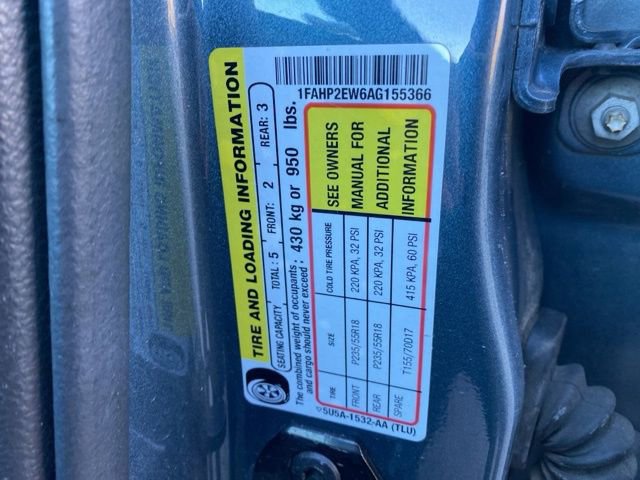 1FAHP2EW6AG155366
TIRE AND LOADING INFORMATION
SEATING CAPACITY TOTAL: 5 FRONT: 2 REAR: 3
The combined weight of occupants
and cargo should never exceed: 430 kg or 950 lbs.
TIRE SIZE COLD TIRE PRESSURE SEE OWNERS
FRONT P235/55R18 220 KPA, 32 PSI MANUAL FOR
REAR P235/55R18 220 KPA, 32 PSI ADDITIONAL
SPARE T155/70D17 415 KPA, 60 PSI INFORMATION
5U5A-1532-AA (TLU)